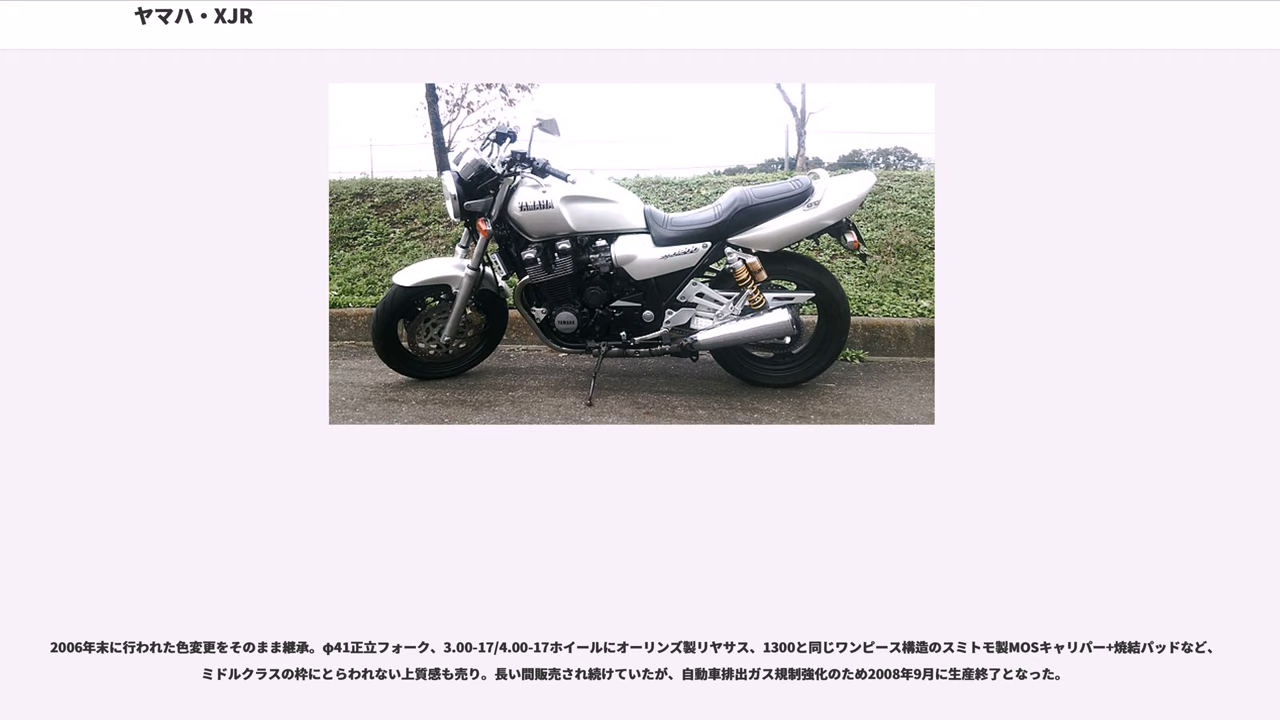 ヤマハ・XJR
YAMAHA
YAMAHA
2006年末に行われた色変更をそのまま継承。φ41正立フォーク、3.00-17/4.00-17ホイールにオーリンズ製リヤサス、1300と同じワンピース構造のスミトモ製MOSキャリパー+焼結パッドなど、
ミドルクラスの枠にとらわれない上質感も売り。長い間販売され続けていたが、自動車排出ガス規制強化のため2008年9月に生産終了となった。